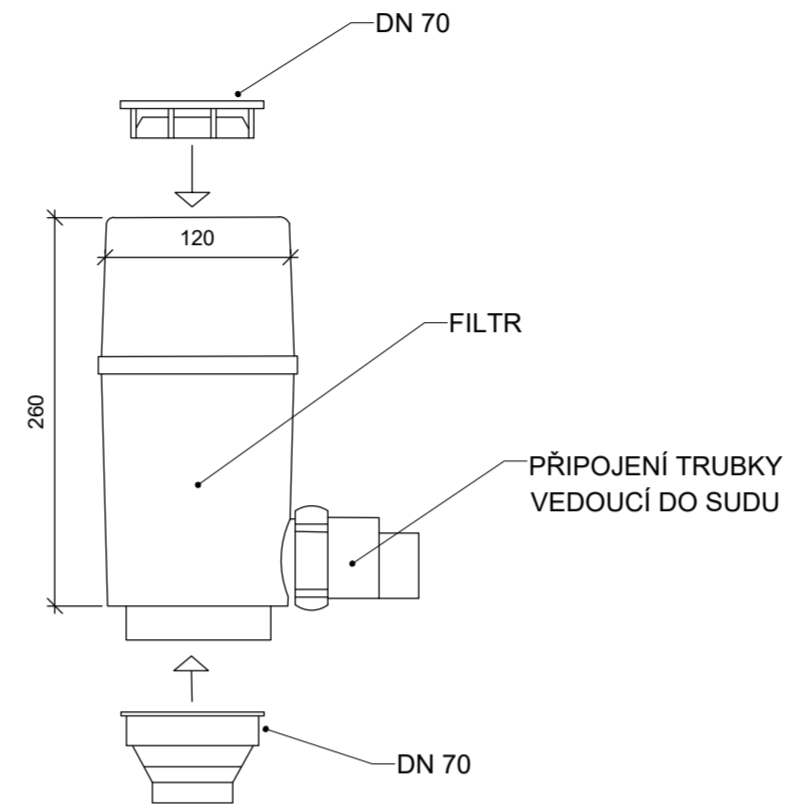 DN 70
120
FILTR
260
PŘIPOJENÍ TRUBKY
VEDOUCÍ DO SUDU
DN 70